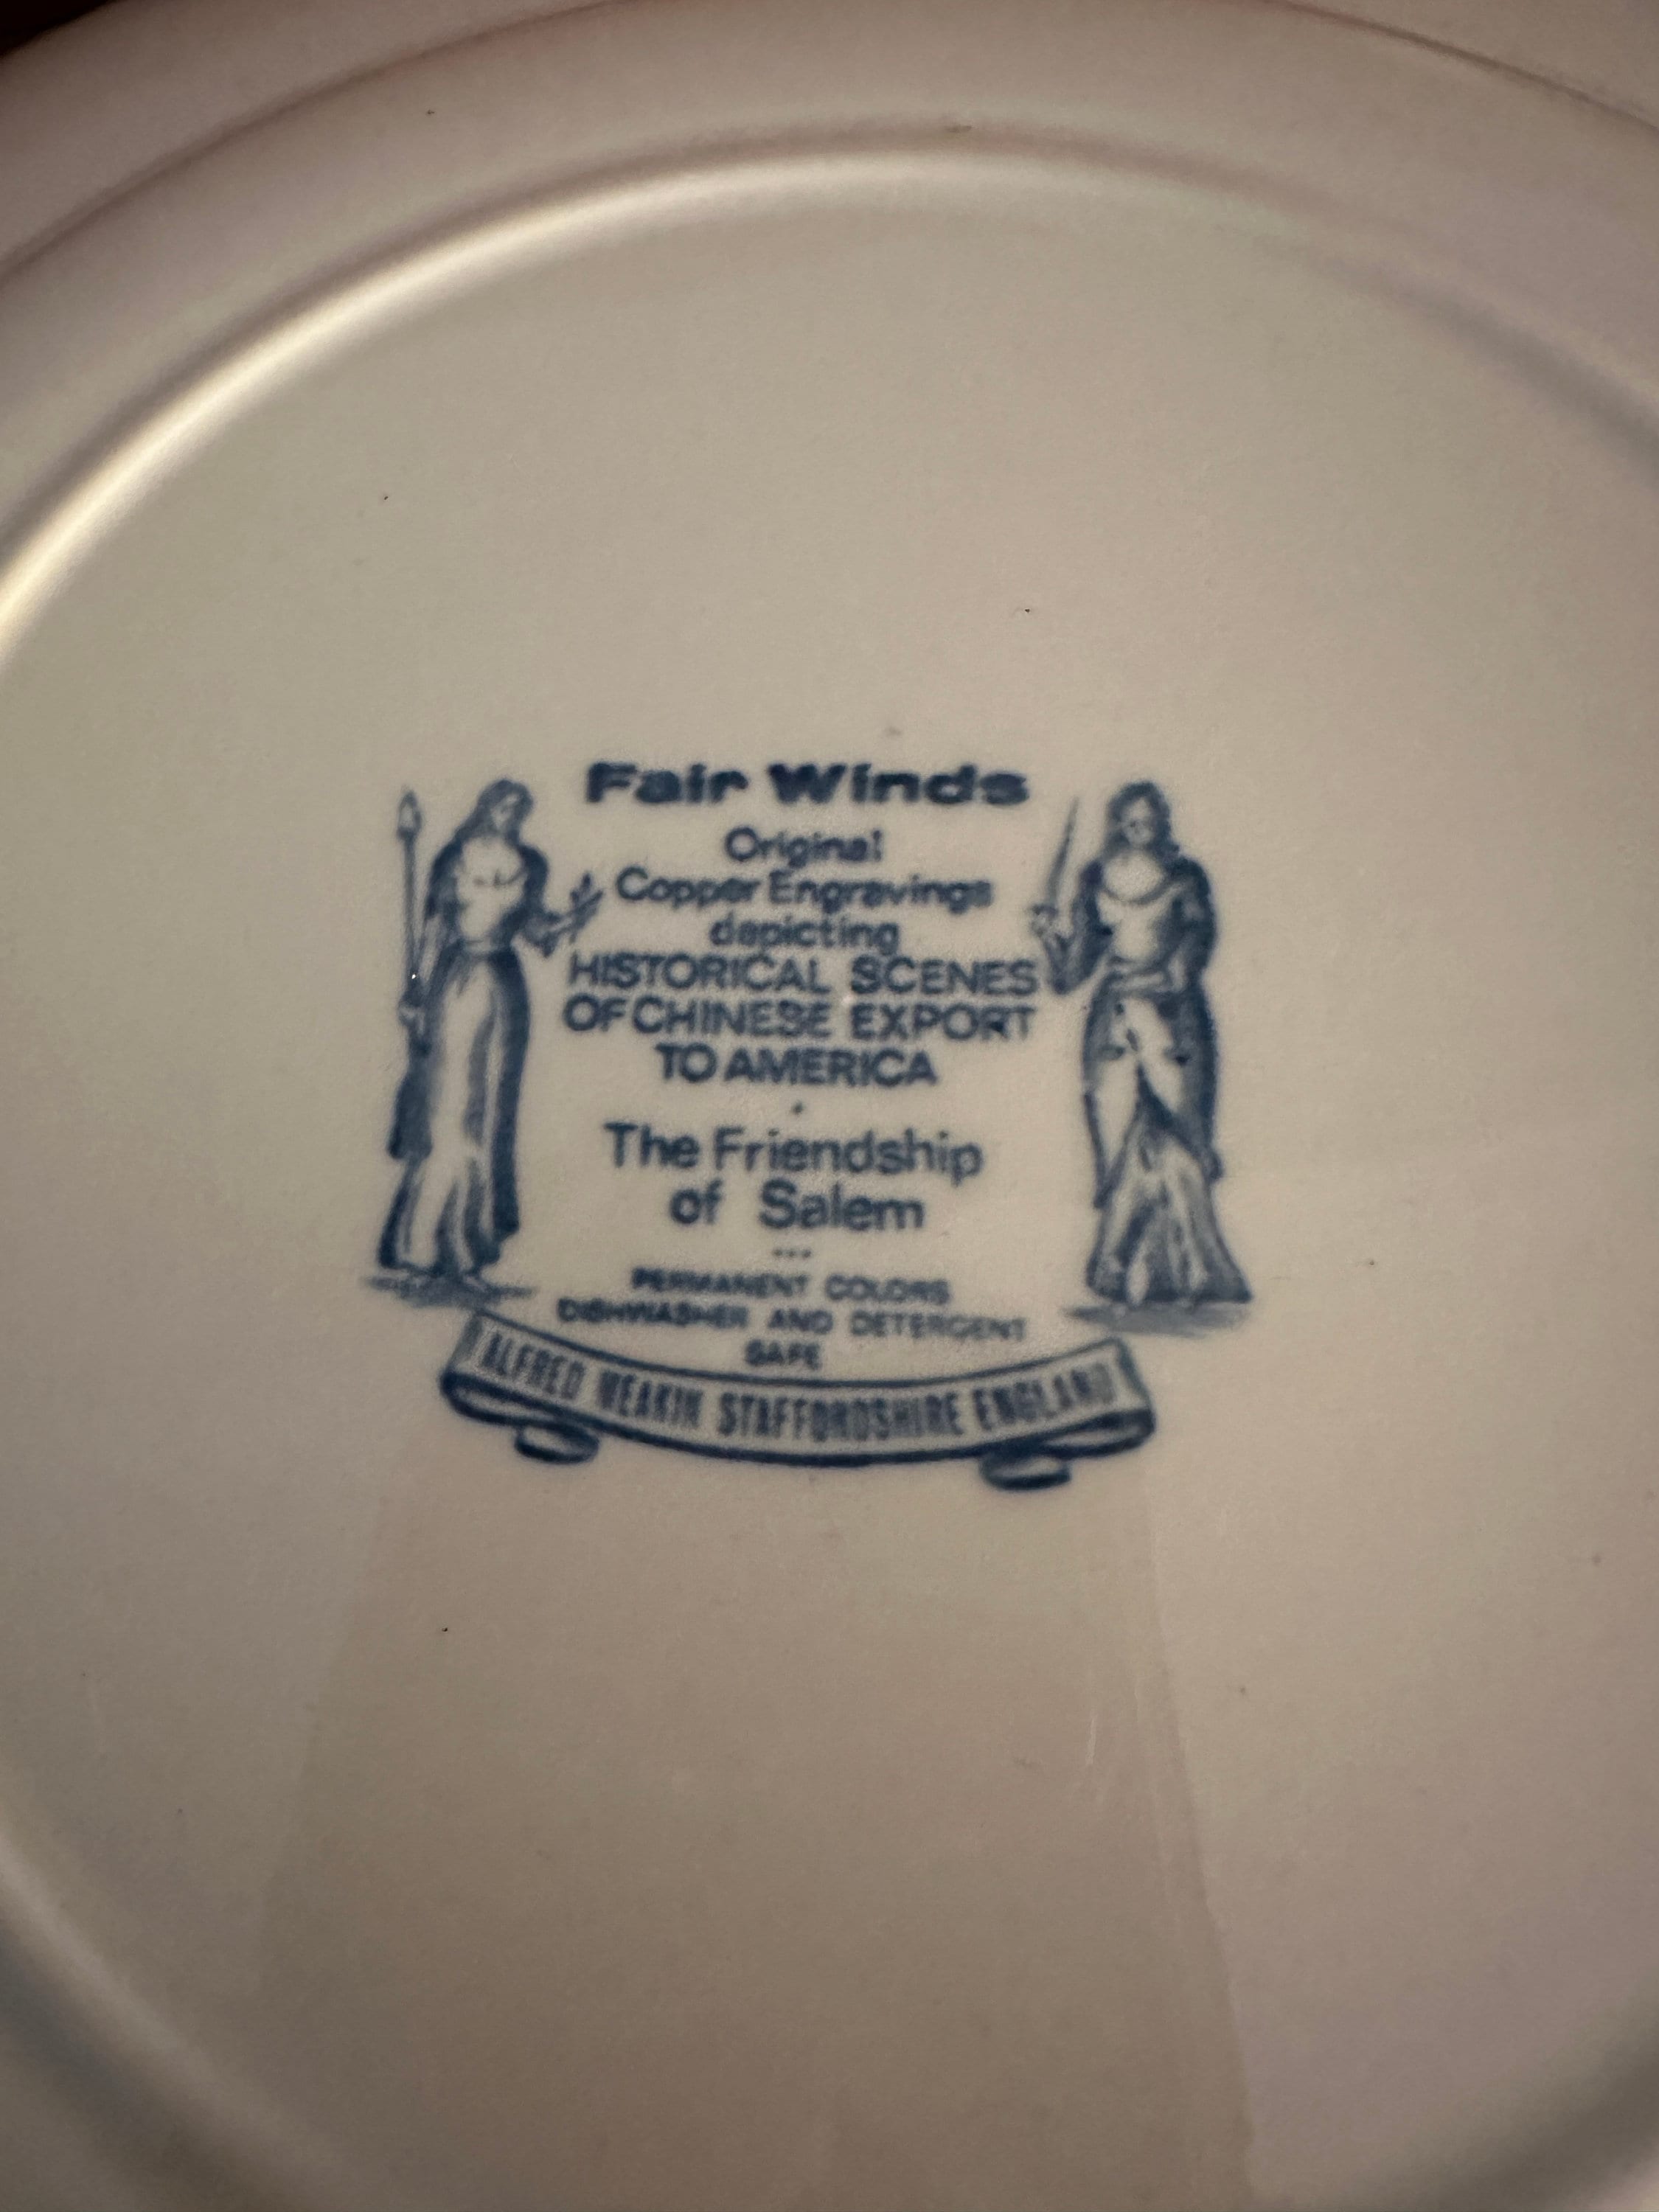 Fair Winds
Original
Copper Engravings
depicting
HISTORICAL SCENES
OF CHINESE EXPORT
TO AMERICA
The Friendship
of Salem
PERMANENT COLORS
DISHWASHER AND DETERGENT
SAFE
ALFRED MEAKIN STAFFORDSHIRE ENGLAND